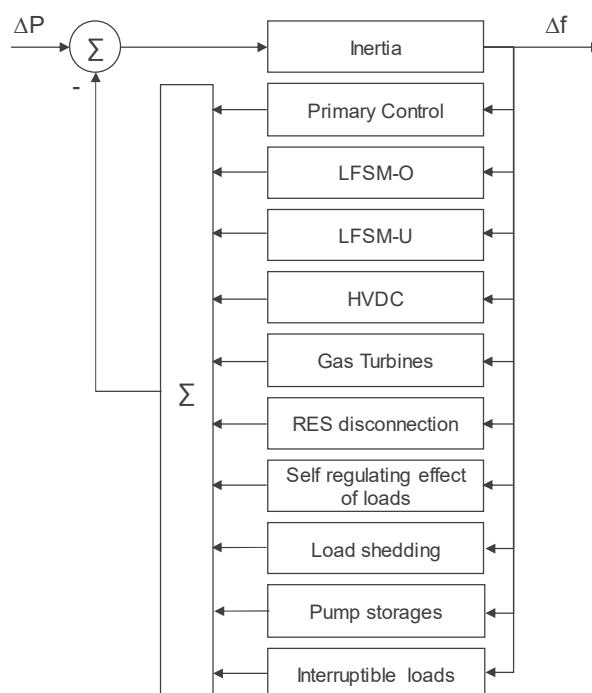 ΔP
Σ
Inertia
Δf
-
Primary Control
LFSM-O
LFSM-U
HVDC
Gas Turbines
Σ
RES disconnection
Self regulating effect
of loads
Load shedding
Pump storages
Interruptible loads